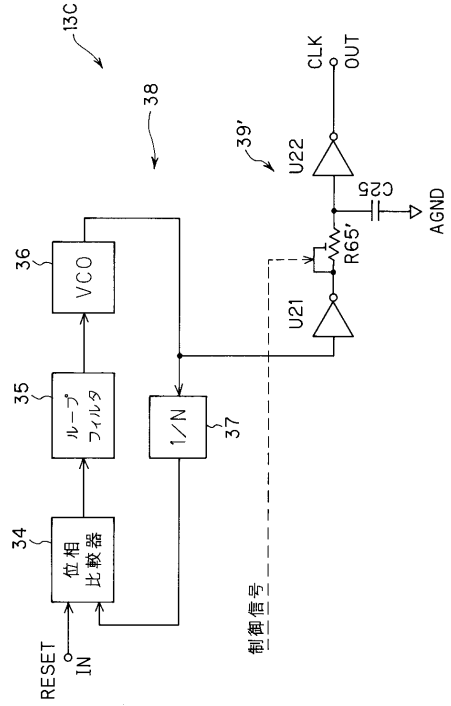 13C
38
34
35
36
位相
比較器
ループ
フィルタ
VCO
RESET
IN
1/N
37
39'
制御信号
U21
R65'
C25
AGND
U22
CLK
OUT